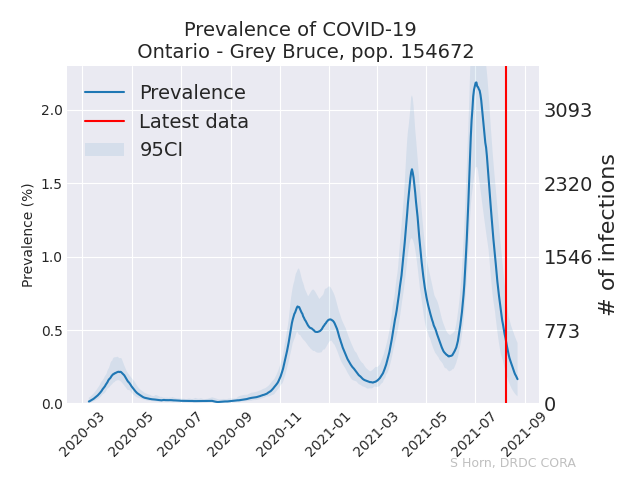 Prevalence of COVID-19
Ontario - Grey Bruce, pop. 154672
Prevalence
Latest data
95CI
Prevalence (%)
2.0
1.5
1.0
0.5
0.0
# of infections
3093
2320
1546
773
0
2020-03
2020-05
2020-07
2020-09
2020-11
2021-01
2021-03
2021-05
2021-07
2021-09
S Horn, DRDC CORA